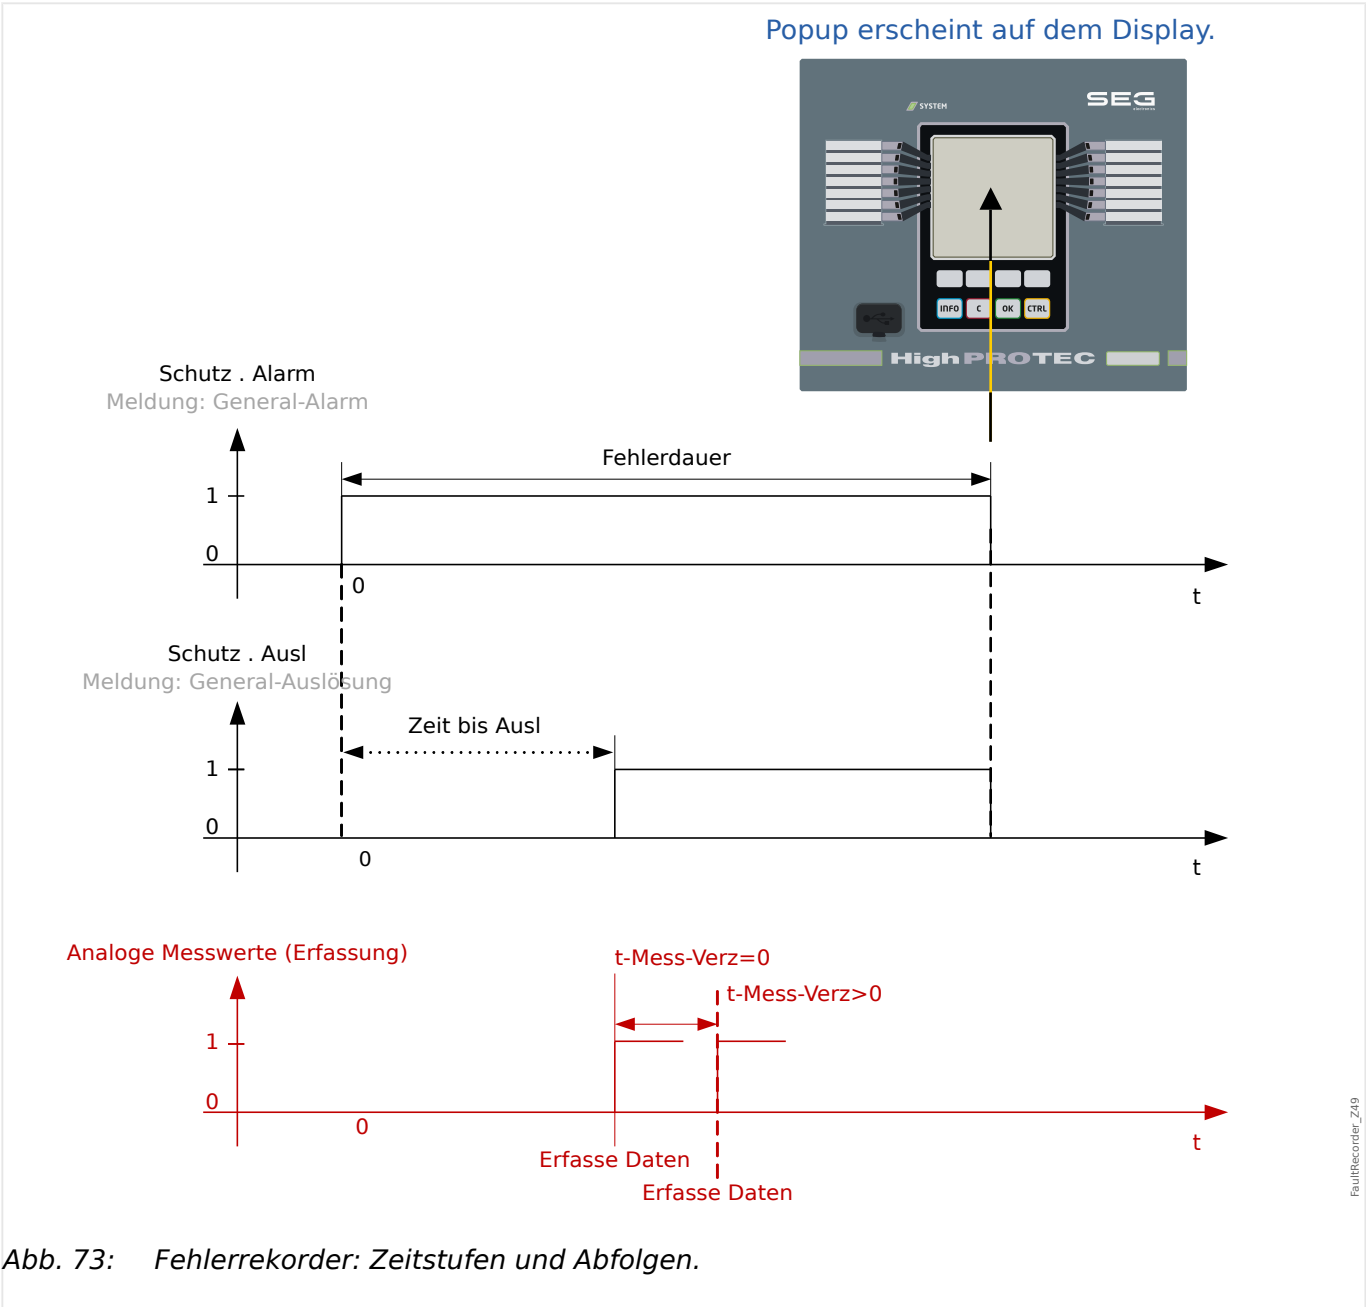 Popup erscheint auf dem Display.
SYSTEM
SEG
INFO
C
OK
CTRL
HighPROTEC
Schutz . Alarm
Meldung: General-Alarm
Fehlerdauer
1
0
0
t
Schutz . Ausl
Meldung: General-Auslösung
Zeit bis Ausl
1
0
0
t
Analoge Messwerte (Erfassung)
t-Mess-Verz=0
t-Mess-Verz>0
1
0
0
t
Erfasse Daten
Erfasse Daten
FaultRecorder_Z49
Abb. 73: Fehlerrekorder: Zeitstufen und Abfolgen.